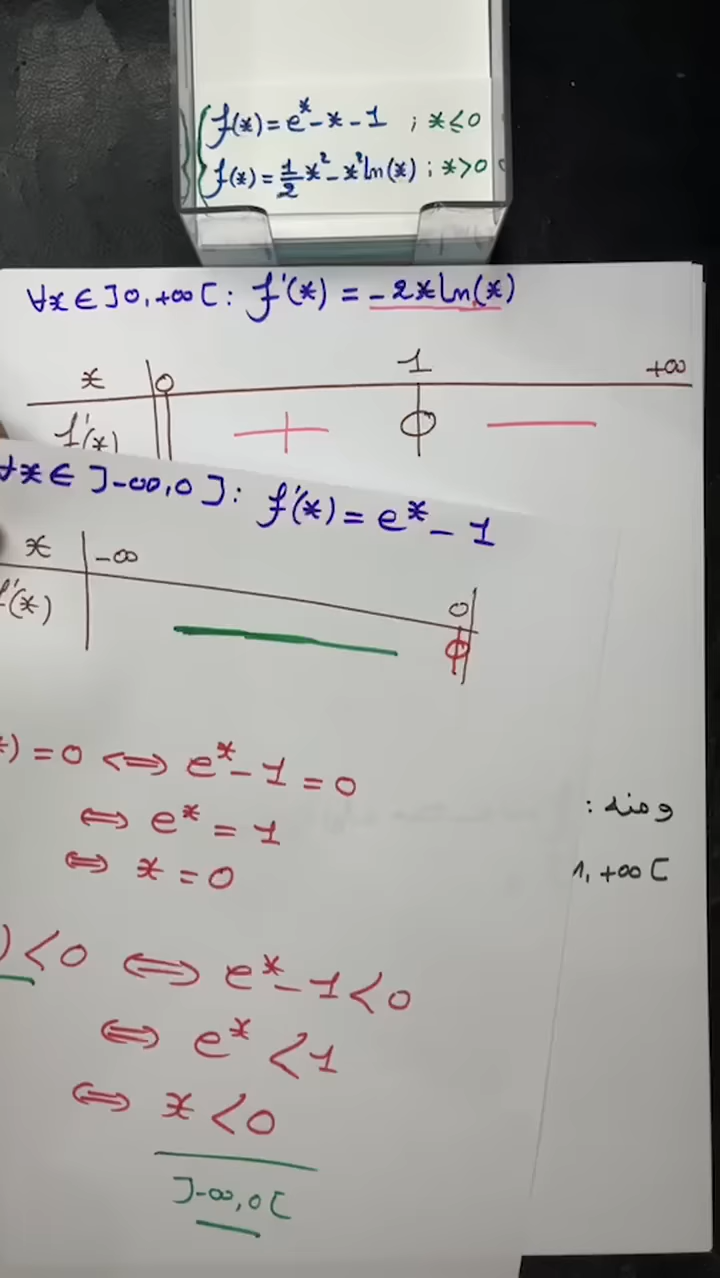 f(x) = e^x - x - 1 ; x ≤ 0
f(x) = 1/2 x² - x² ln(x) ; x > 0
∀x ∈ ]0, +∞[ : f'(x) = -2x ln(x)
x 0 1 +∞
f'(x) + 0 —
∀x ∈ ]-∞, 0] : f'(x) = e^x - 1
x -∞ 0
f'(x) — 0
x) = 0 ⟺ e^x - 1 = 0
⟺ e^x = 1
⟺ x = 0
ومنه :
1, +∞[
) < 0 ⟺ e^x - 1 < 0
⟺ e^x < 1
⟺ x < 0
]-∞, 0[